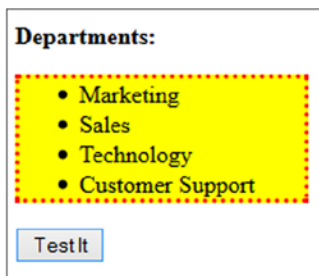 Departments:
Marketing
Sales
Technology
Customer Support
Test It